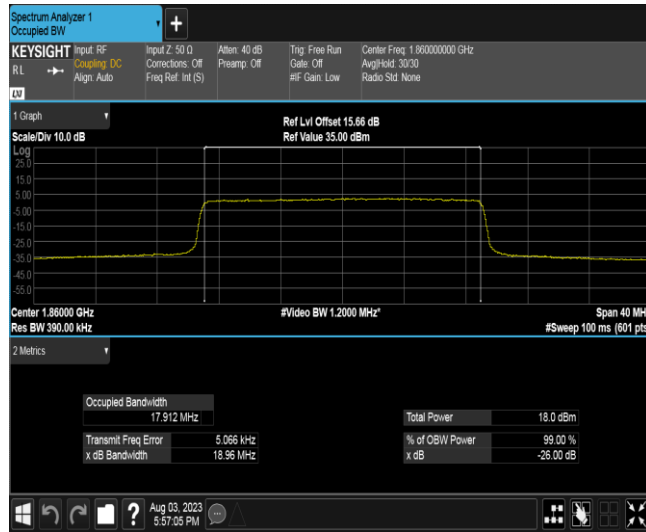 Spectrum Analyzer 1
Occupied BW
+
KEYSIGHT
RL
LXI
Input: RF
Coupling: DC
Align: Auto
Input Z: 50 Ω
Corrections: Off
Freq Ref: Int (S)
Atten: 40 dB
Preamp: Off
Trig: Free Run
Gate: Off
#IF Gain: Low
Center Freq: 1.860000000 GHz
Avg|Hold: 30/30
Radio Std: None
1 Graph
Scale/Div 10.0 dB
Ref Lvl Offset 15.66 dB
Ref Value 35.00 dBm
Log
25.0
15.0
5.00
-5.00
-15.0
-25.0
-35.0
-45.0
-55.0
Center 1.86000 GHz
Res BW 390.00 kHz
#Video BW 1.2000 MHz*
Span 40 MH
#Sweep 100 ms (601 pts
2 Metrics
Occupied Bandwidth
17.912 MHz
Transmit Freq Error 5.066 kHz
x dB Bandwidth 18.96 MHz
Total Power 18.0 dBm
% of OBW Power 99.00 %
x dB -26.00 dB
?
Aug 03, 2023
5:57:05 PM